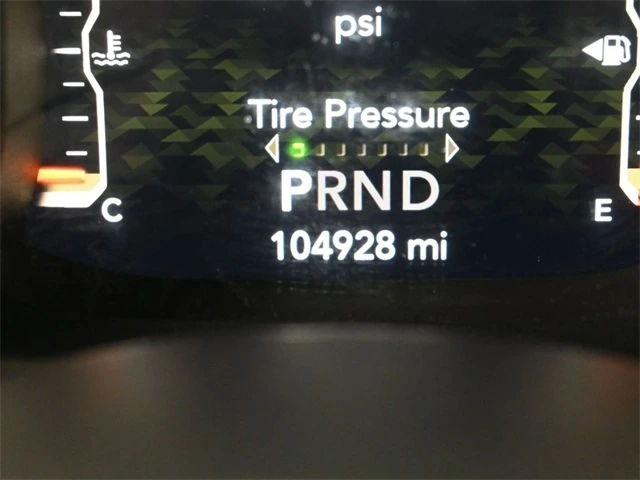 psi
Tire Pressure
PRND
C
E
104928 mi